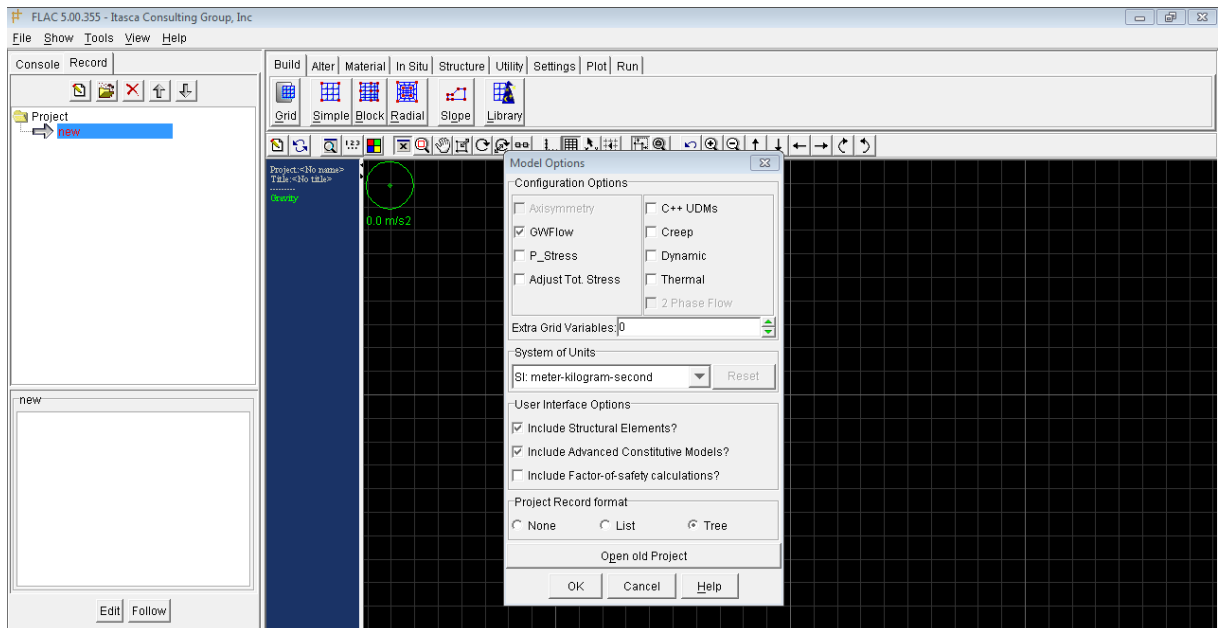 FLAC 5.00.355 - Itasca Consulting Group, Inc
File Show Tools View Help
Console Record
Project
new
new
Edit Follow
Build Alter Material In Situ Structure Utility Settings Plot Run
Grid Simple Block Radial Slope Library
Project:<No name>
Title:<No title>
----------
Gravity
0.0 m/s2
Model Options
Configuration Options
Axisymmetry C++ UDMs
GWFlow Creep
P_Stress Dynamic
Adjust Tot. Stress Thermal
2 Phase Flow
Extra Grid Variables: 0
System of Units
SI: meter-kilogram-second Reset
User Interface Options
Include Structural Elements?
Include Advanced Constitutive Models?
Include Factor-of-safety calculations?
Project Record format
None List Tree
Open old Project
OK Cancel Help